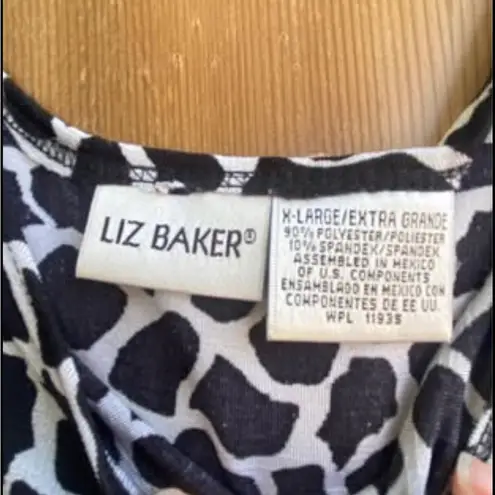 LIZ BAKER®
X-LARGE/EXTRA GRANDE
90% POLYESTER/POLIESTER
10% SPANDEX/SPANDEX
ASSEMBLED IN MEXICO
OF U.S. COMPONENTS
ENSAMBLADO EN MEXICO CON
COMPONENTES DE EE UU.
WPL 11935